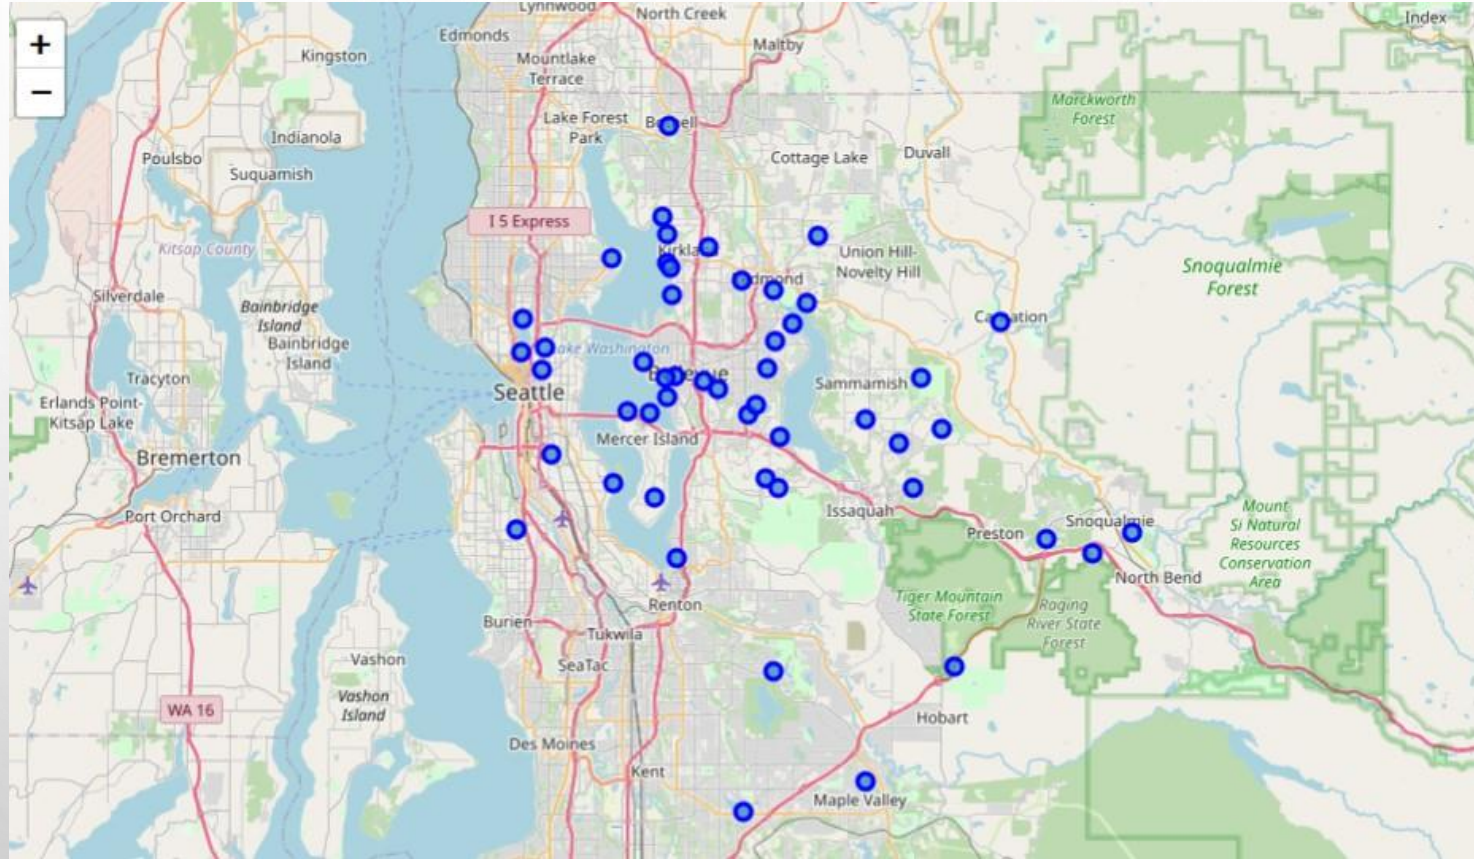 +
−
Lynnwood
North Creek
Index
Edmonds
Kingston
Mountlake
Terrace
Maltby
Marckworth
Forest
Lake Forest
Park
Indianola
Poulsbo
Suquamish
Cottage Lake
Duvall
I 5 Express
Kitsap County
Union Hill-
Novelty Hill
Snoqualmie
Forest
Silverdale
Bainbridge
Island
Bainbridge
Island
Lake Washington
Tracyton
Seattle
Sammamish
Erlands Point-
Kitsap Lake
Mercer Island
Bremerton
Port Orchard
Issaquah
Preston
Snoqualmie
Mount
Si Natural
Resources
Conservation
Area
North Bend
Tiger Mountain
State Forest
Raging
River State
Forest
Renton
Burien
Tukwila
SeaTac
Vashon
Vashon
Island
WA 16
Hobart
Des Moines
Kent
Maple Valley